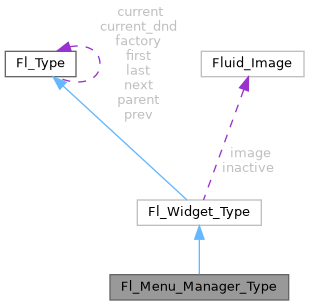 current
current_dnd
factory
first
last
next
parent
prev
Fl_Type
Fluid_Image
image
inactive
Fl_Widget_Type
Fl_Menu_Manager_Type